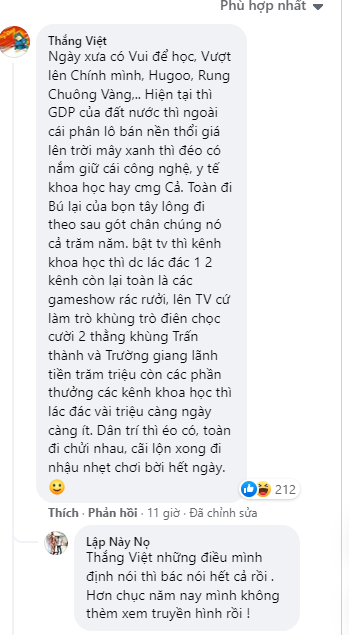 Phù hợp nhất
Thắng Việt
Ngày xưa có Vui để học, Vượt
lên Chính mình, Hugoo, Rung
Chuông Vàng,.. Hiện tại thì
GDP của đất nước thì ngoài
cái phân lô bán nền thổi giá
lên trời mây xanh thì đéo có
nắm giữ cái công nghệ, y tế
khoa học hay cmg Cả. Toàn đi
Bú lại của bọn tây lông đi
theo sau gót chân chúng nó
cả trăm năm. bật tv thì kênh
khoa học thì dc lác đác 1 2
kênh còn lại toàn là các
gameshow rác rưởi, lên TV cứ
làm trò khùng trò điên chọc
cười 2 thằng khùng Trấn
thành và Trường giang lãnh
tiền trăm triệu còn các phần
thưởng các kênh khoa học thì
lác đác vài triệu càng ngày
càng ít. Dân trí thì éo có, toàn
đi chửi nhau, cãi lộn xong đi
nhậu nhẹt chơi bời hết ngày.
🙂
212
Thích · Phản hồi · 11 giờ · Đã chỉnh sửa
Lập Này Nọ
Thắng Việt những điều mình
định nói thì bác nói hết cả rồi .
Hơn chục năm nay mình không
thèm xem truyền hình rồi !